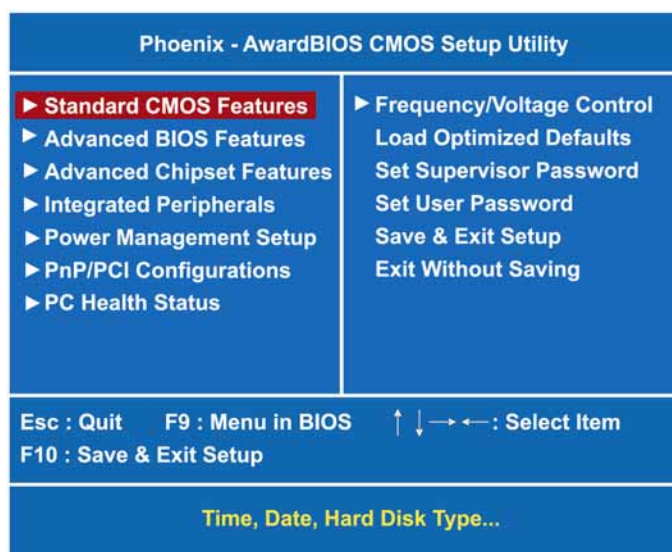 Phoenix - AwardBIOS CMOS Setup Utility
► Standard CMOS Features
► Advanced BIOS Features
► Advanced Chipset Features
► Integrated Peripherals
► Power Management Setup
► PnP/PCI Configurations
► PC Health Status
► Frequency/Voltage Control
Load Optimized Defaults
Set Supervisor Password
Set User Password
Save & Exit Setup
Exit Without Saving
Esc : Quit F9 : Menu in BIOS ↑ ↓ → ← : Select Item
F10 : Save & Exit Setup
Time, Date, Hard Disk Type...